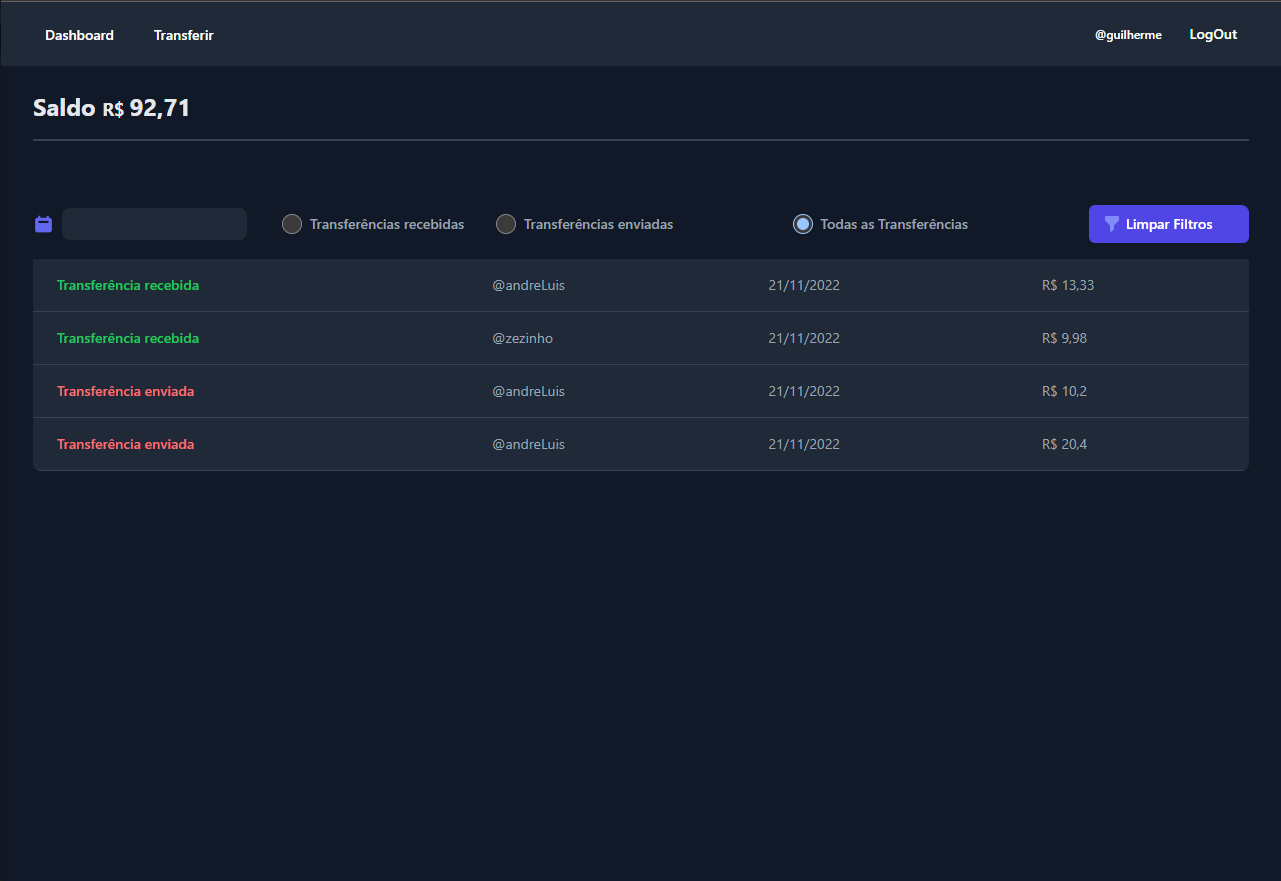 Dashboard Transferir @guilherme LogOut
Saldo R$ 92,71
Transferências recebidas Transferências enviadas Todas as Transferências Limpar Filtros
Transferência recebida @andreLuis 21/11/2022 R$ 13,33
Transferência recebida @zezinho 21/11/2022 R$ 9,98
Transferência enviada @andreLuis 21/11/2022 R$ 10,2
Transferência enviada @andreLuis 21/11/2022 R$ 20,4